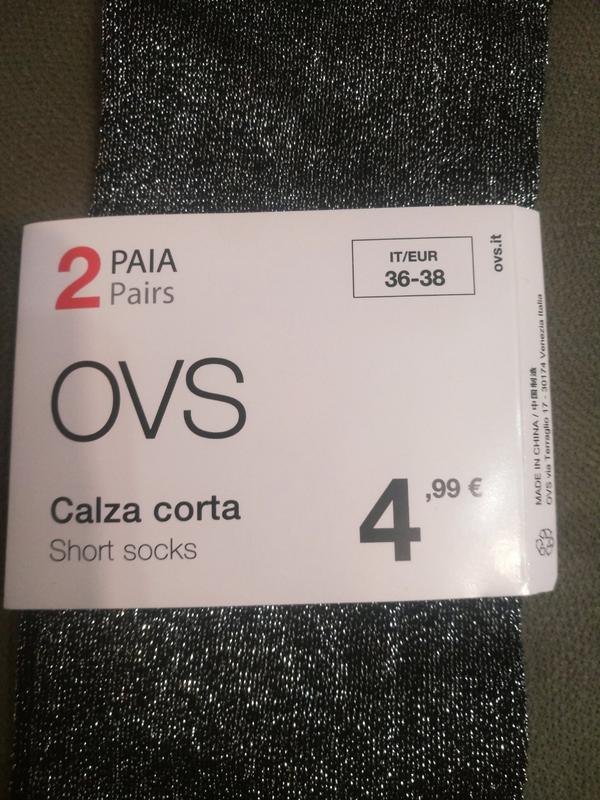 2 PAIA
Pairs
IT/EUR
36-38
ovs.it
OVS
Calza corta
Short socks
4,99 €
MADE IN CHINA / 中国制造
OVS via Terraglio 17 - 30174 Venezia Italia